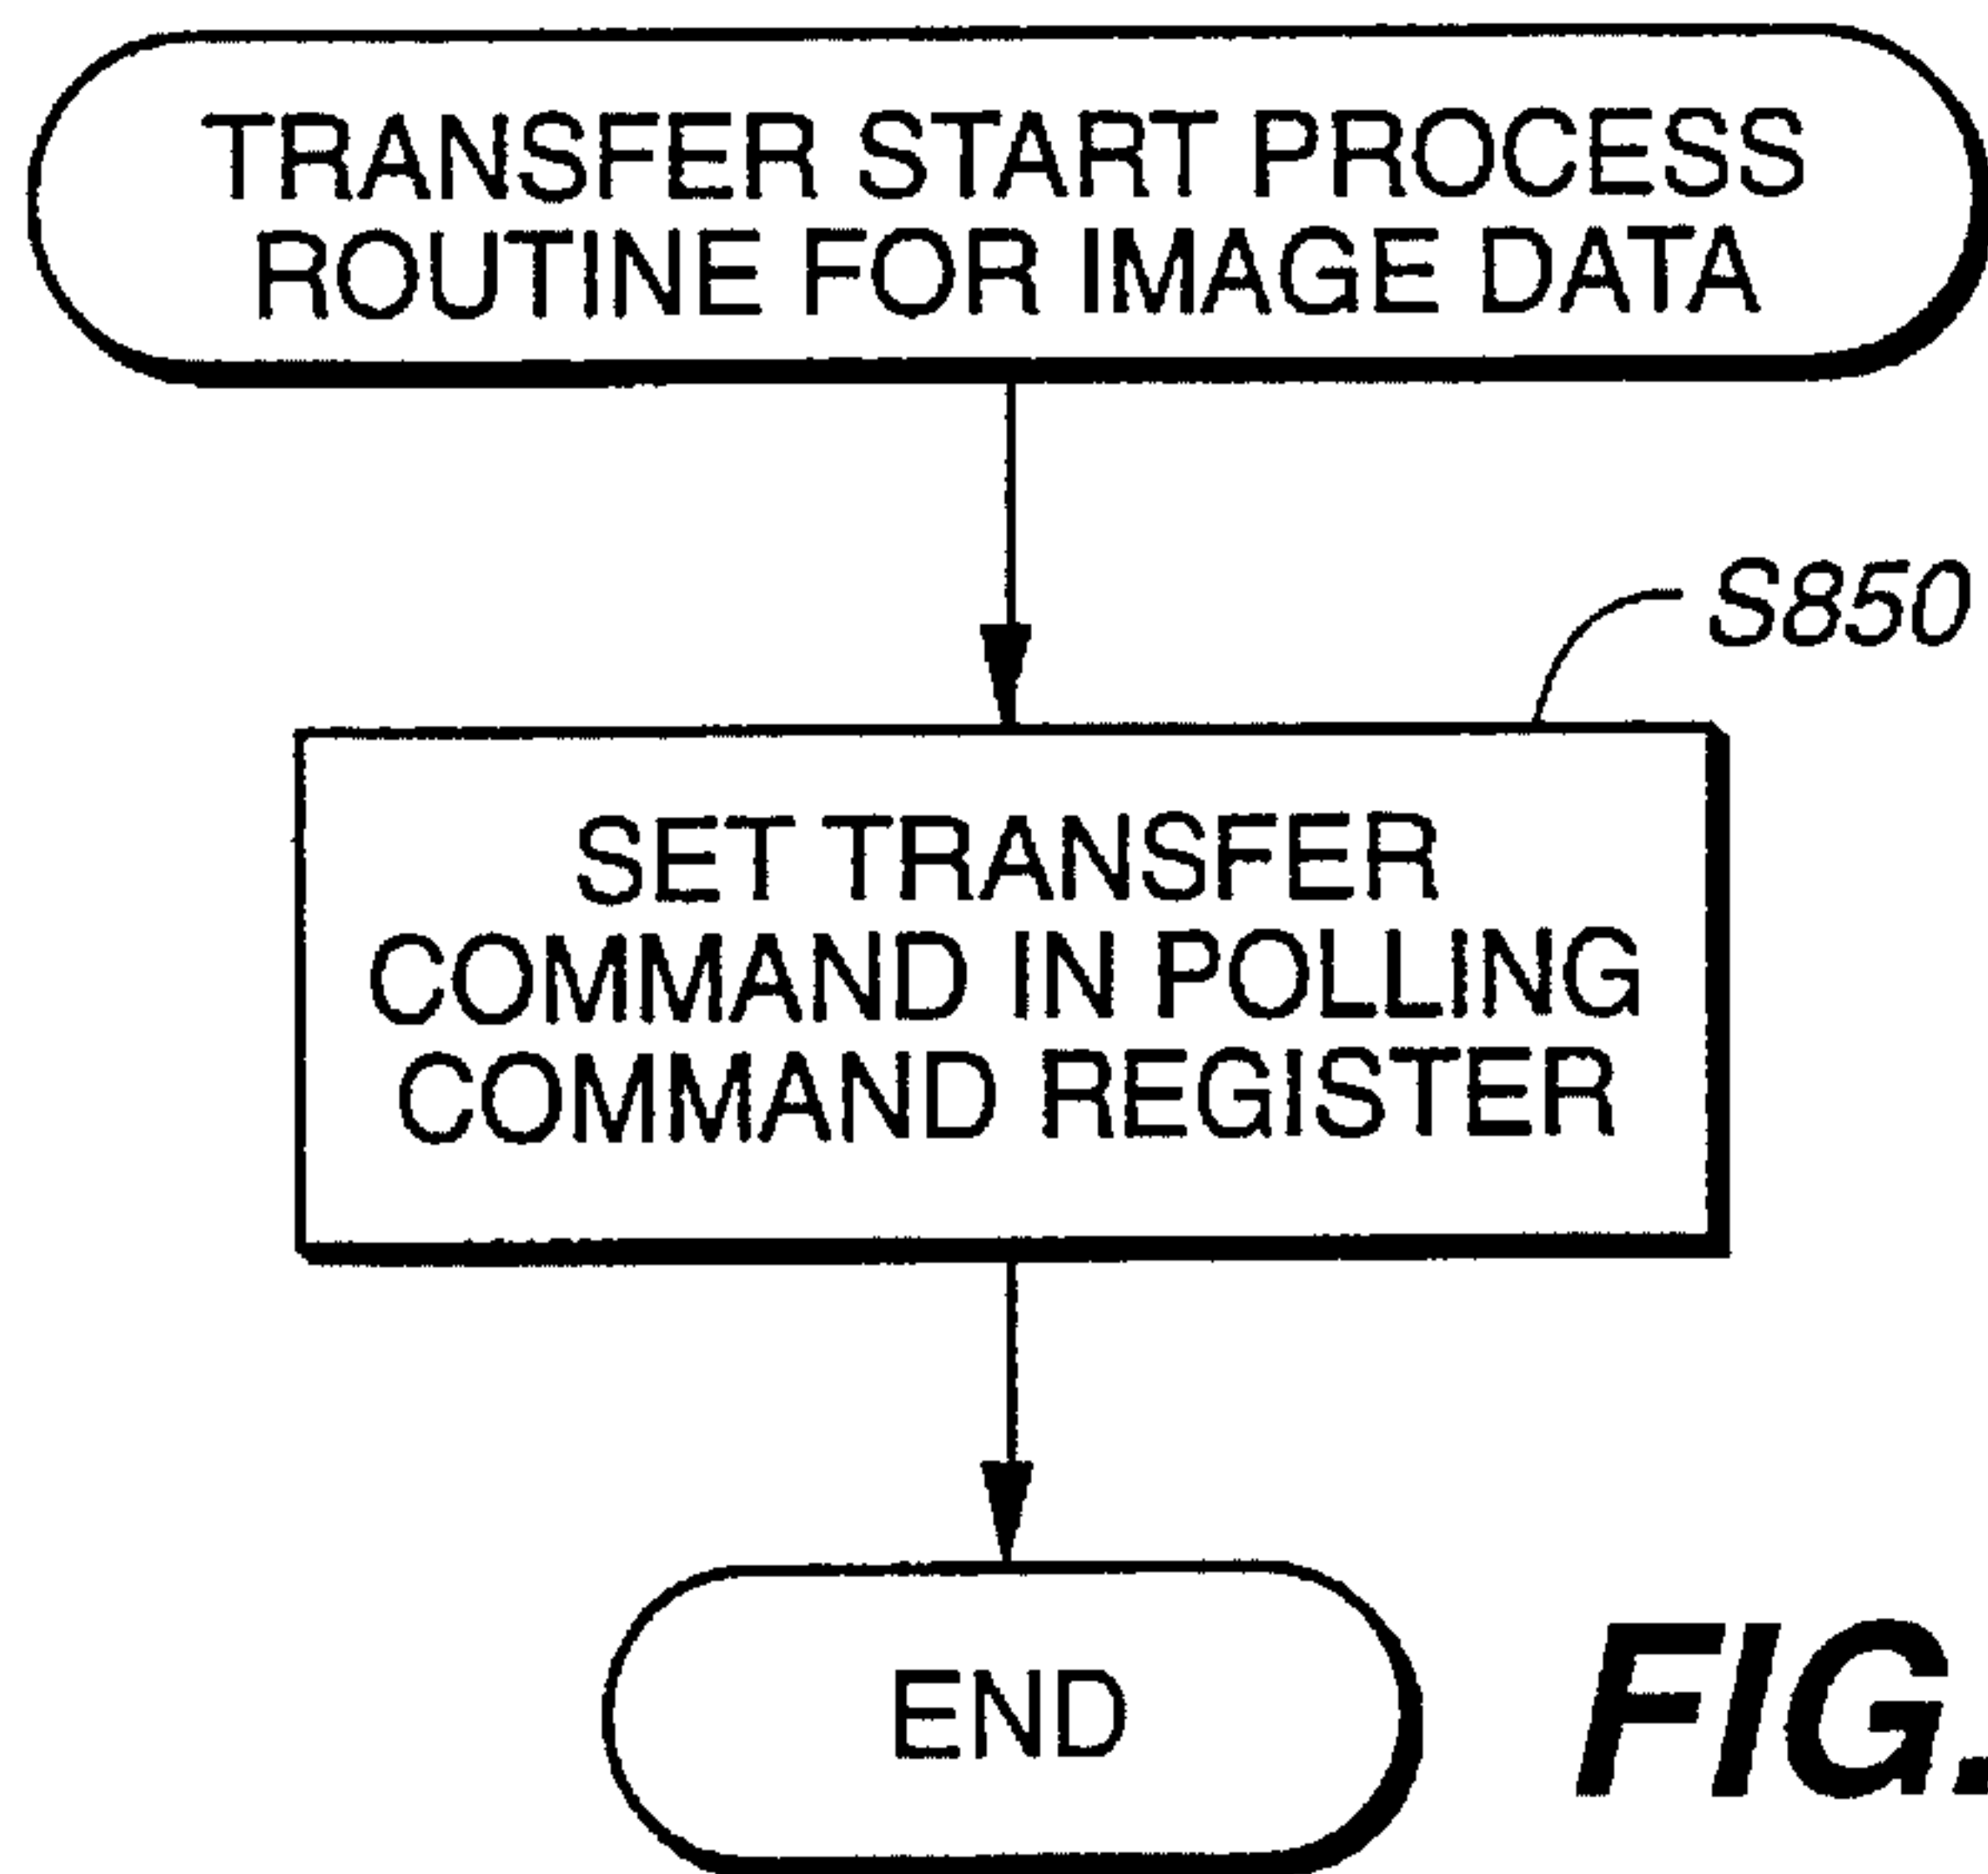 TRANSFER START PROCESS
ROUTINE FOR IMAGE DATA
S850
SET TRANSFER
COMMAND IN POLLING
COMMAND REGISTER
END
FIG.